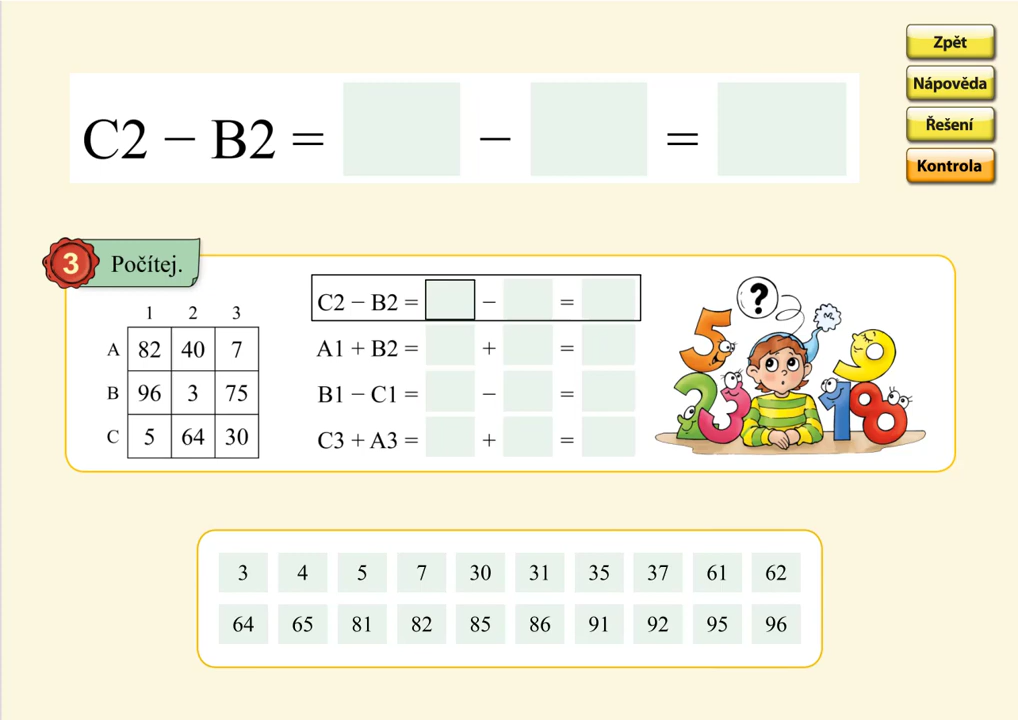 C2 − B2 = − =
Zpět
Nápověda
Řešení
Kontrola
3 Počítej.
1 2 3
A 82 40 7
B 96 3 75
C 5 64 30
C2 − B2 = − =
A1 + B2 = + =
B1 − C1 = − =
C3 + A3 = + =
?
5 2 3 1 8 9
3 4 5 7 30 31 35 37 61 62
64 65 81 82 85 86 91 92 95 96